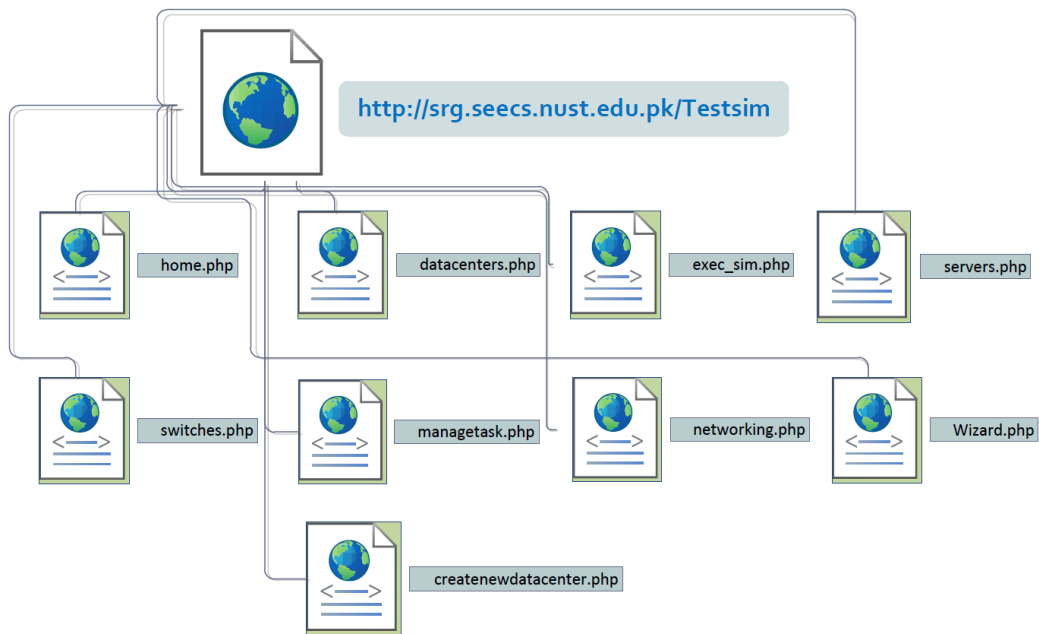 http://srg.seecs.nust.edu.pk/Testsim
home.php
datacenters.php
exec_sim.php
servers.php
switches.php
managetask.php
networking.php
Wizard.php
createnewdatacenter.php